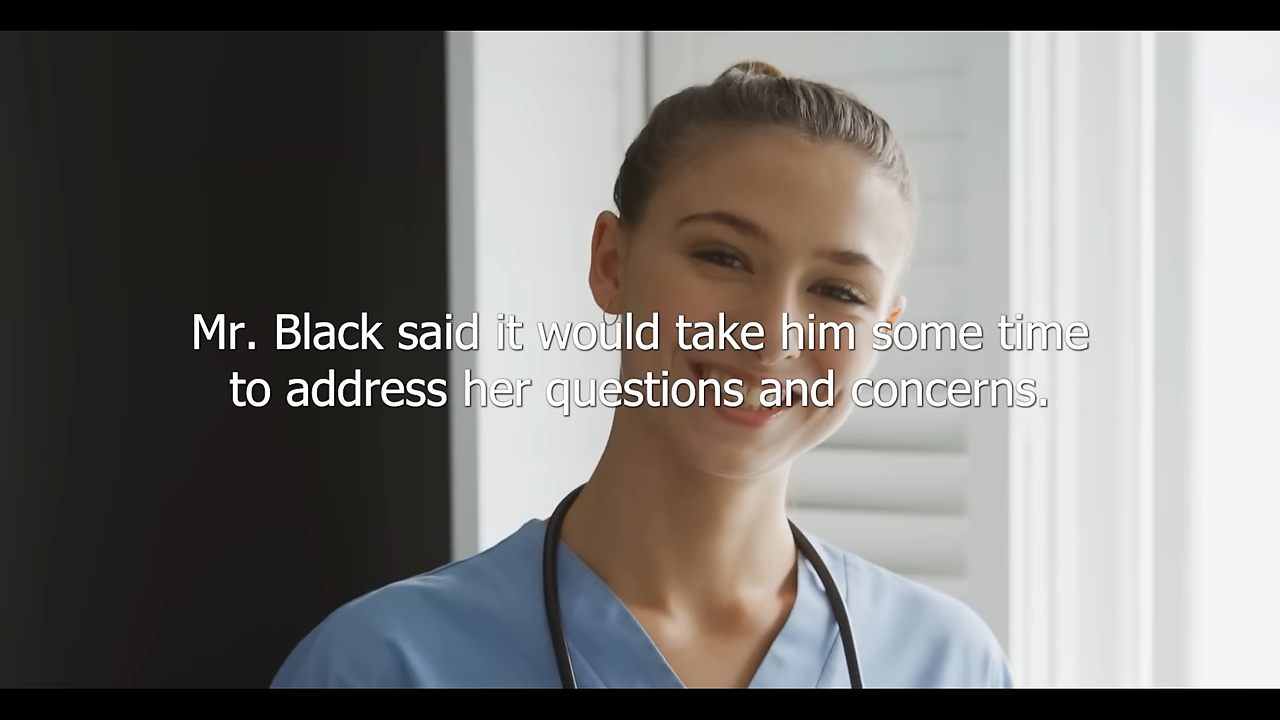 Mr. Black said it would take him some time
to address her questions and concerns.